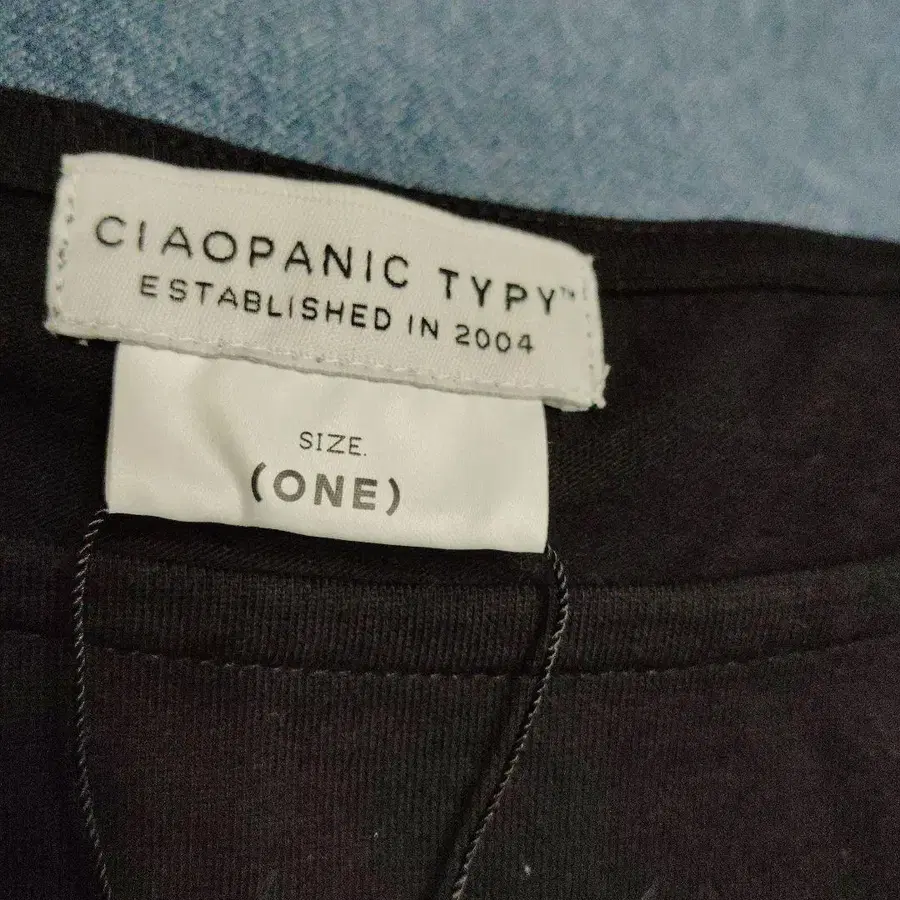 CIAOPANIC TYPY™
ESTABLISHED IN 2004
SIZE.
(ONE)